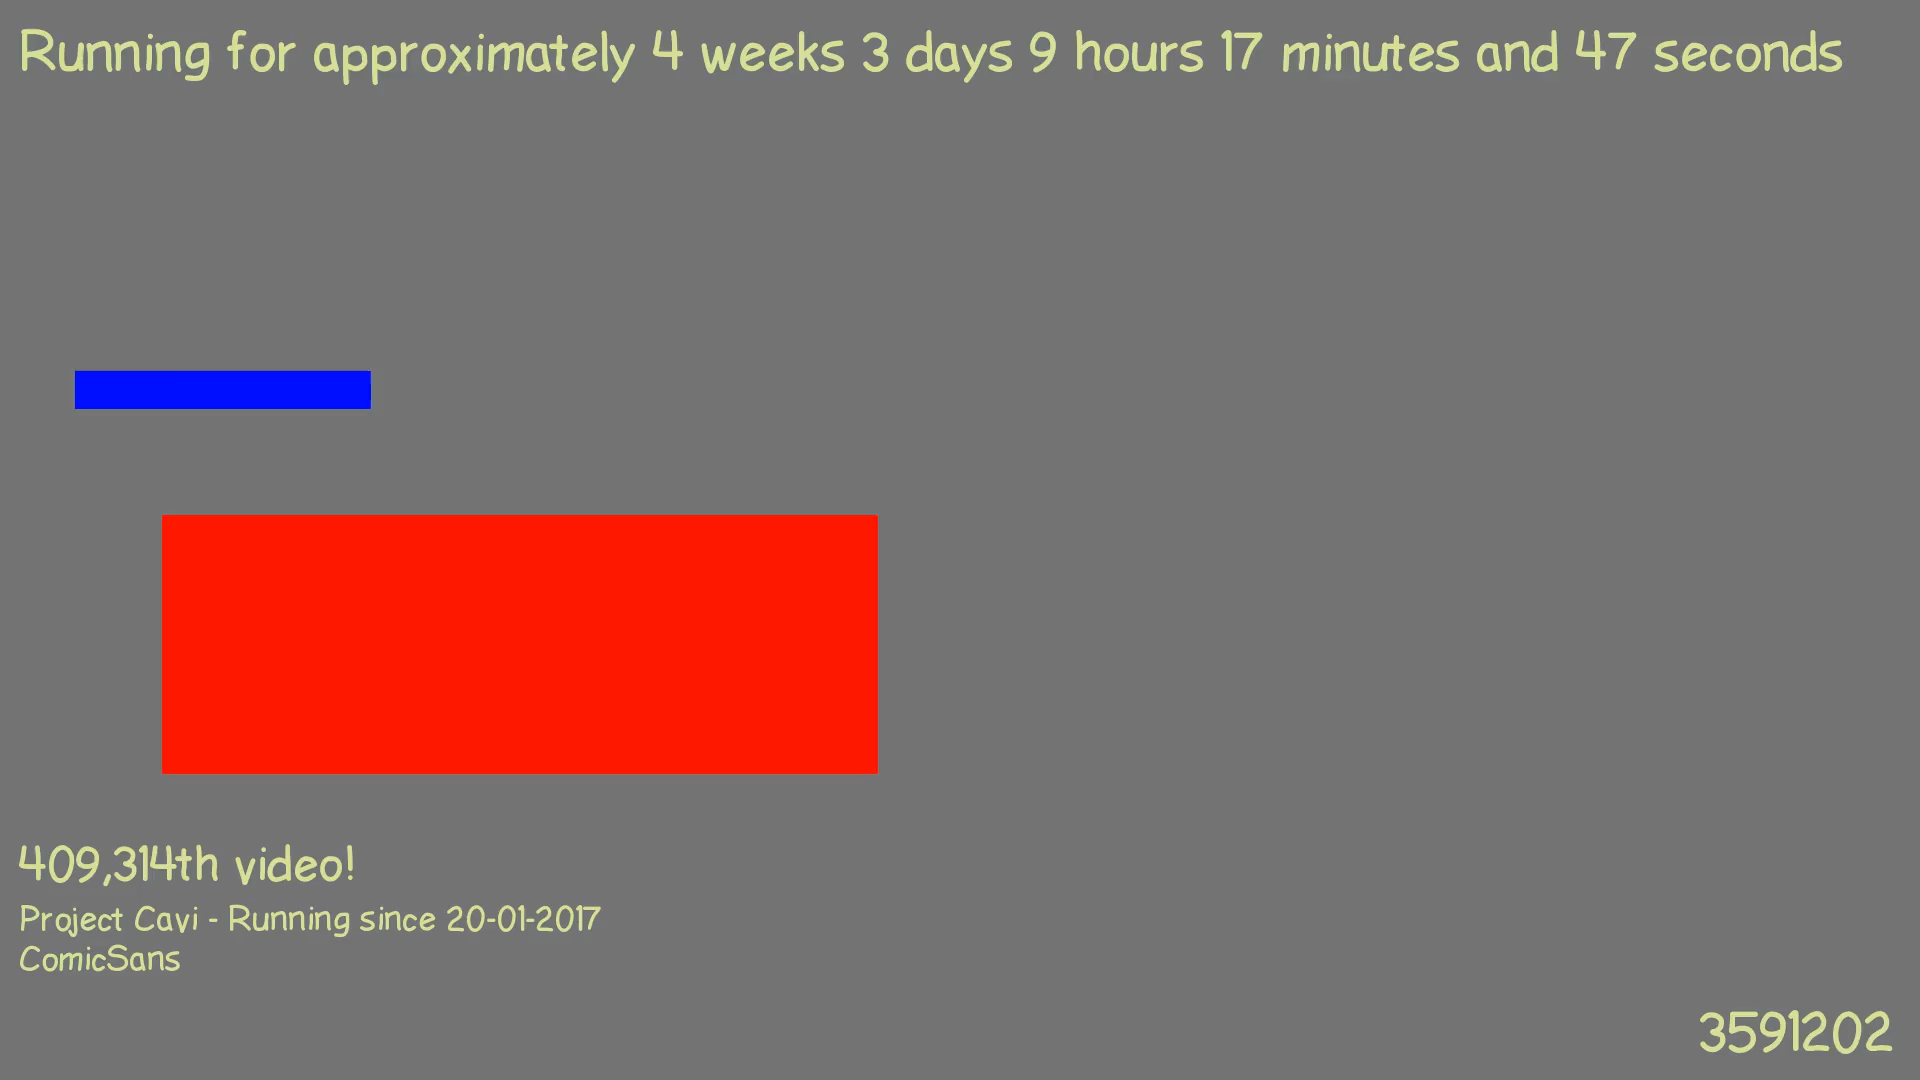 Running for approximately 4 weeks 3 days 9 hours 17 minutes and 47 seconds
409,314th video!
Project Cavi - Running since 20-01-2017
ComicSans
3591202